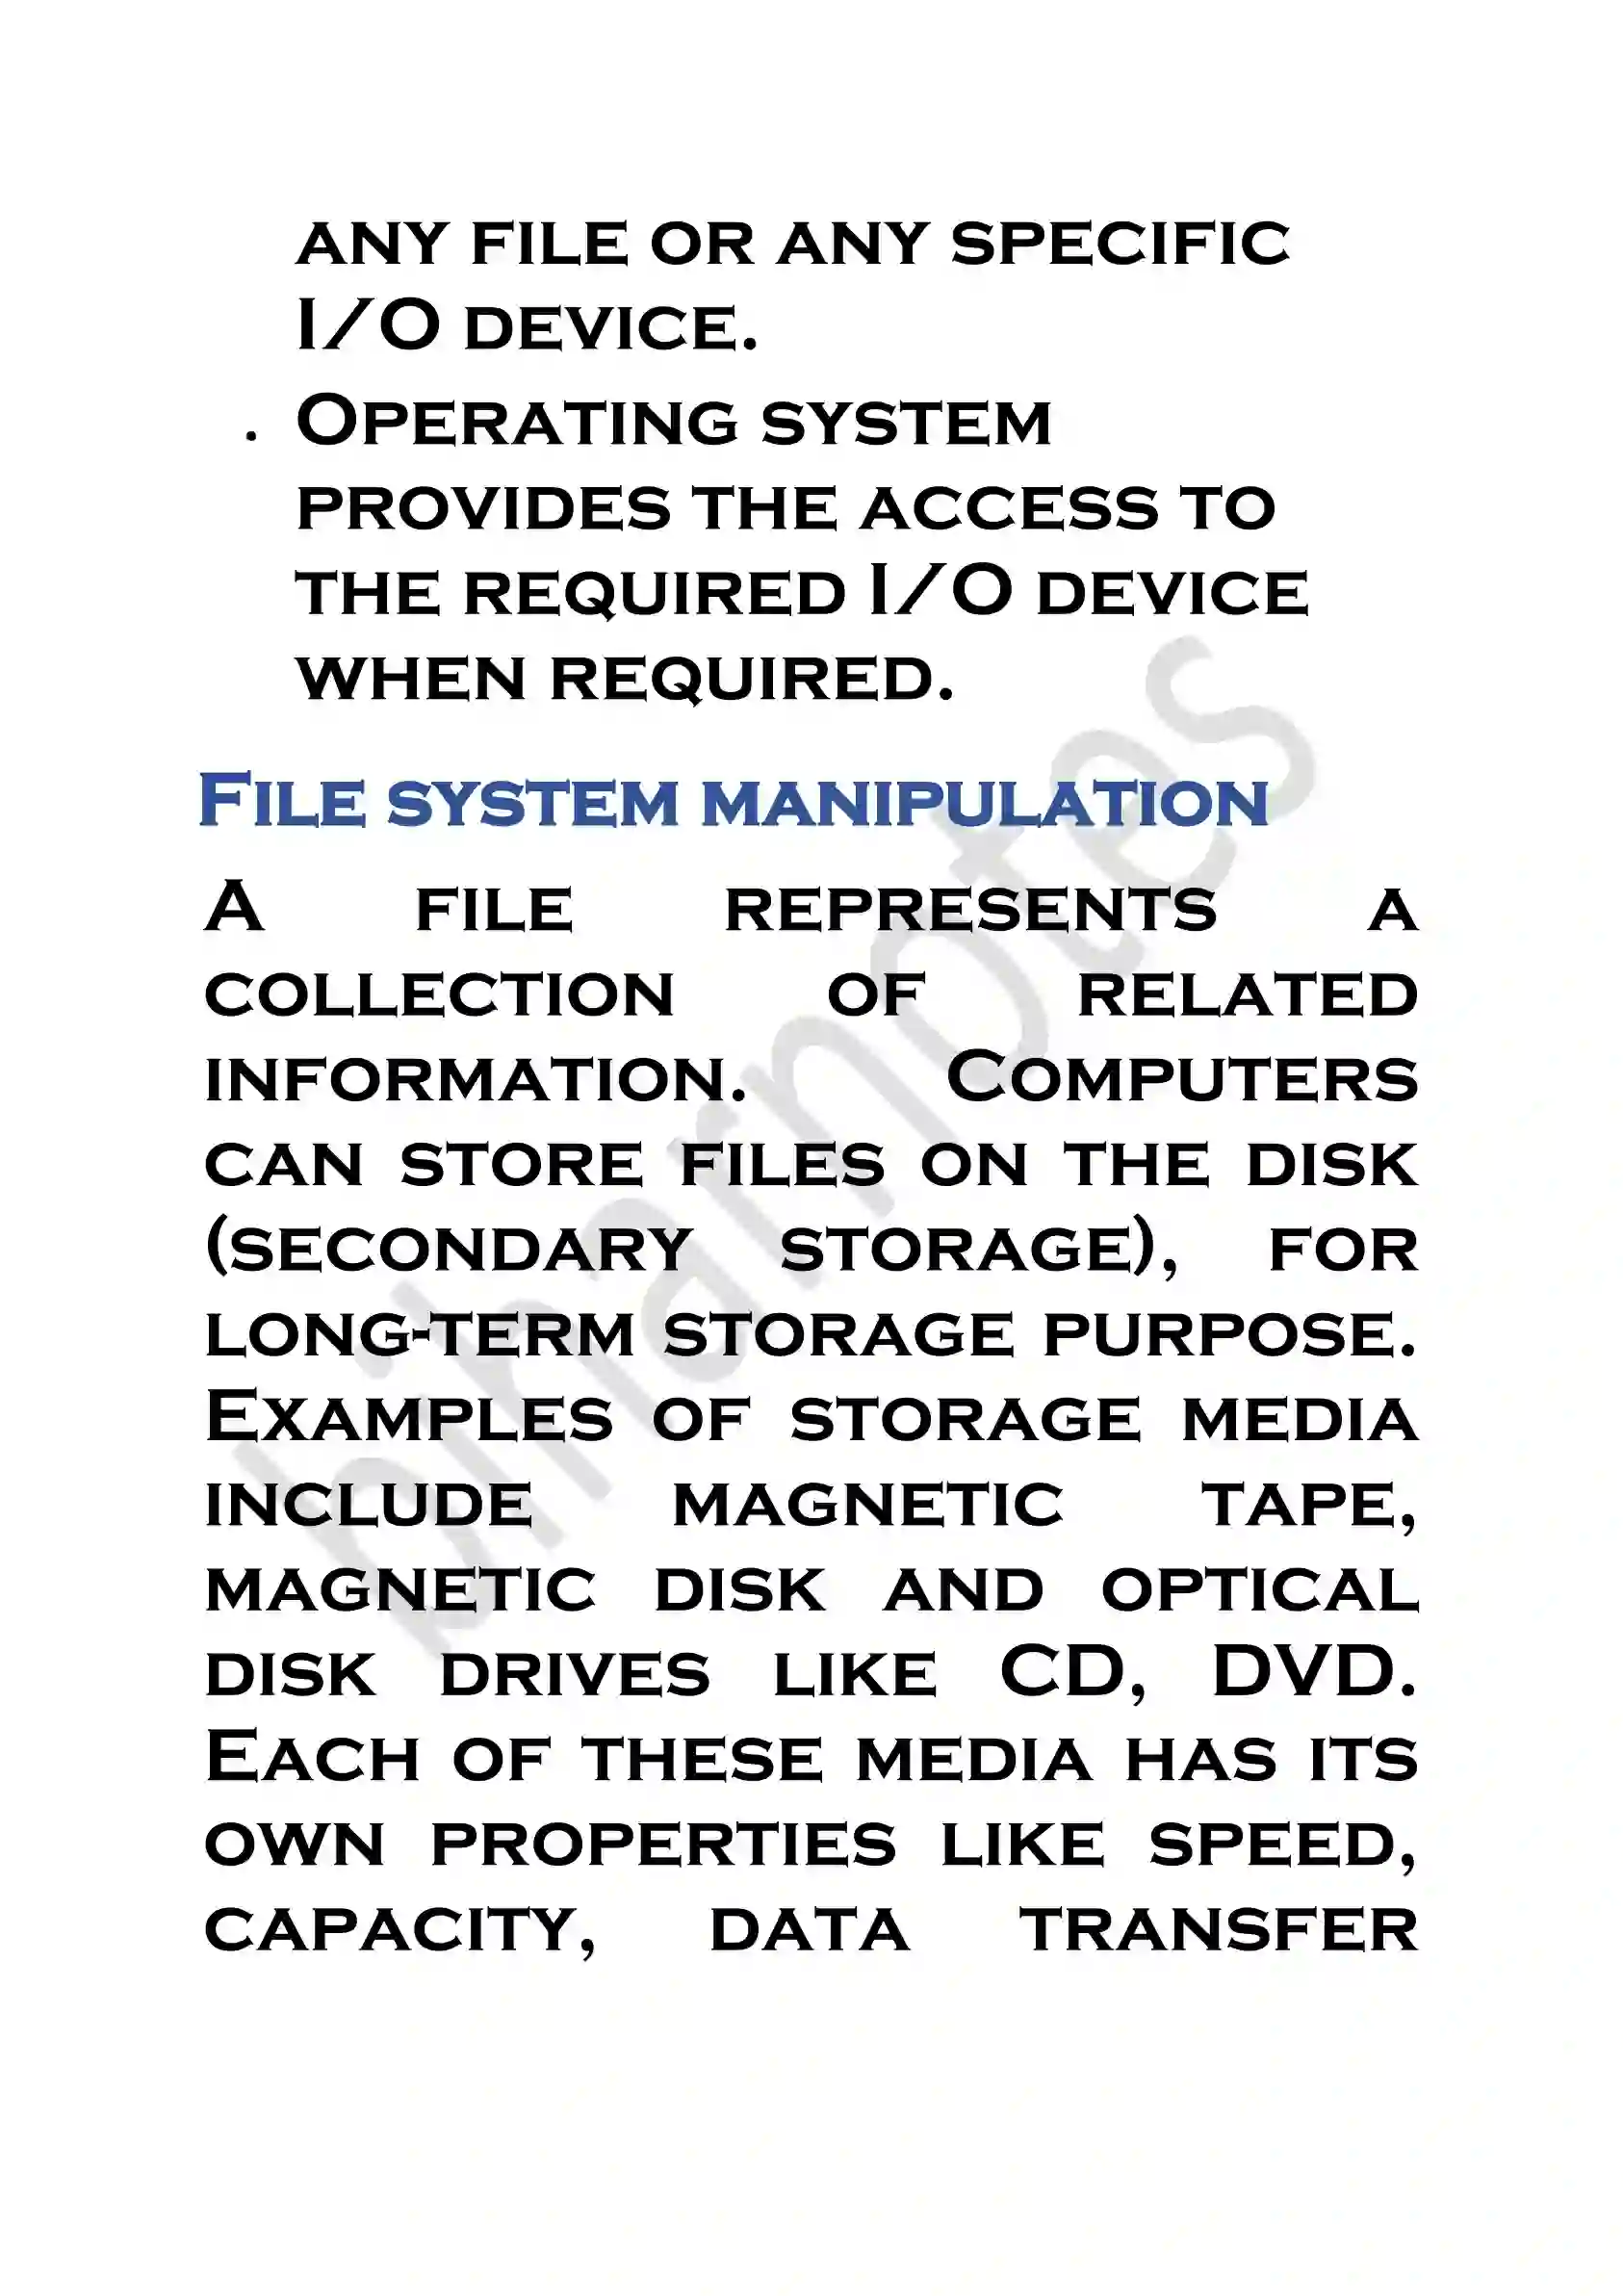 any file or any specific
I/O device.
• Operating system
provides the access to
the required I/O device
when required.
File system manipulation
A file represents a
collection of related
information. Computers
can store files on the disk
(secondary storage), for
long-term storage purpose.
Examples of storage media
include magnetic tape,
magnetic disk and optical
disk drives like CD, DVD.
Each of these media has its
own properties like speed,
capacity, data transfer
biharnotes